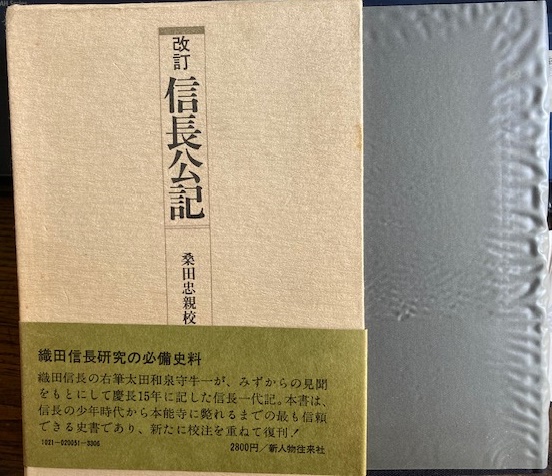 改訂
信長公記
桑田忠親校
織田信長研究の必備史料
織田信長の右筆太田和泉守牛一が、みずからの見聞
をもとにして慶長15年に記した信長一代記。本書は、
信長の少年時代から本能寺に斃れるまでの最も信頼
できる史書であり、新たに校注を重ねて復刊！
1021-020051-3306
2800円／新人物往来社